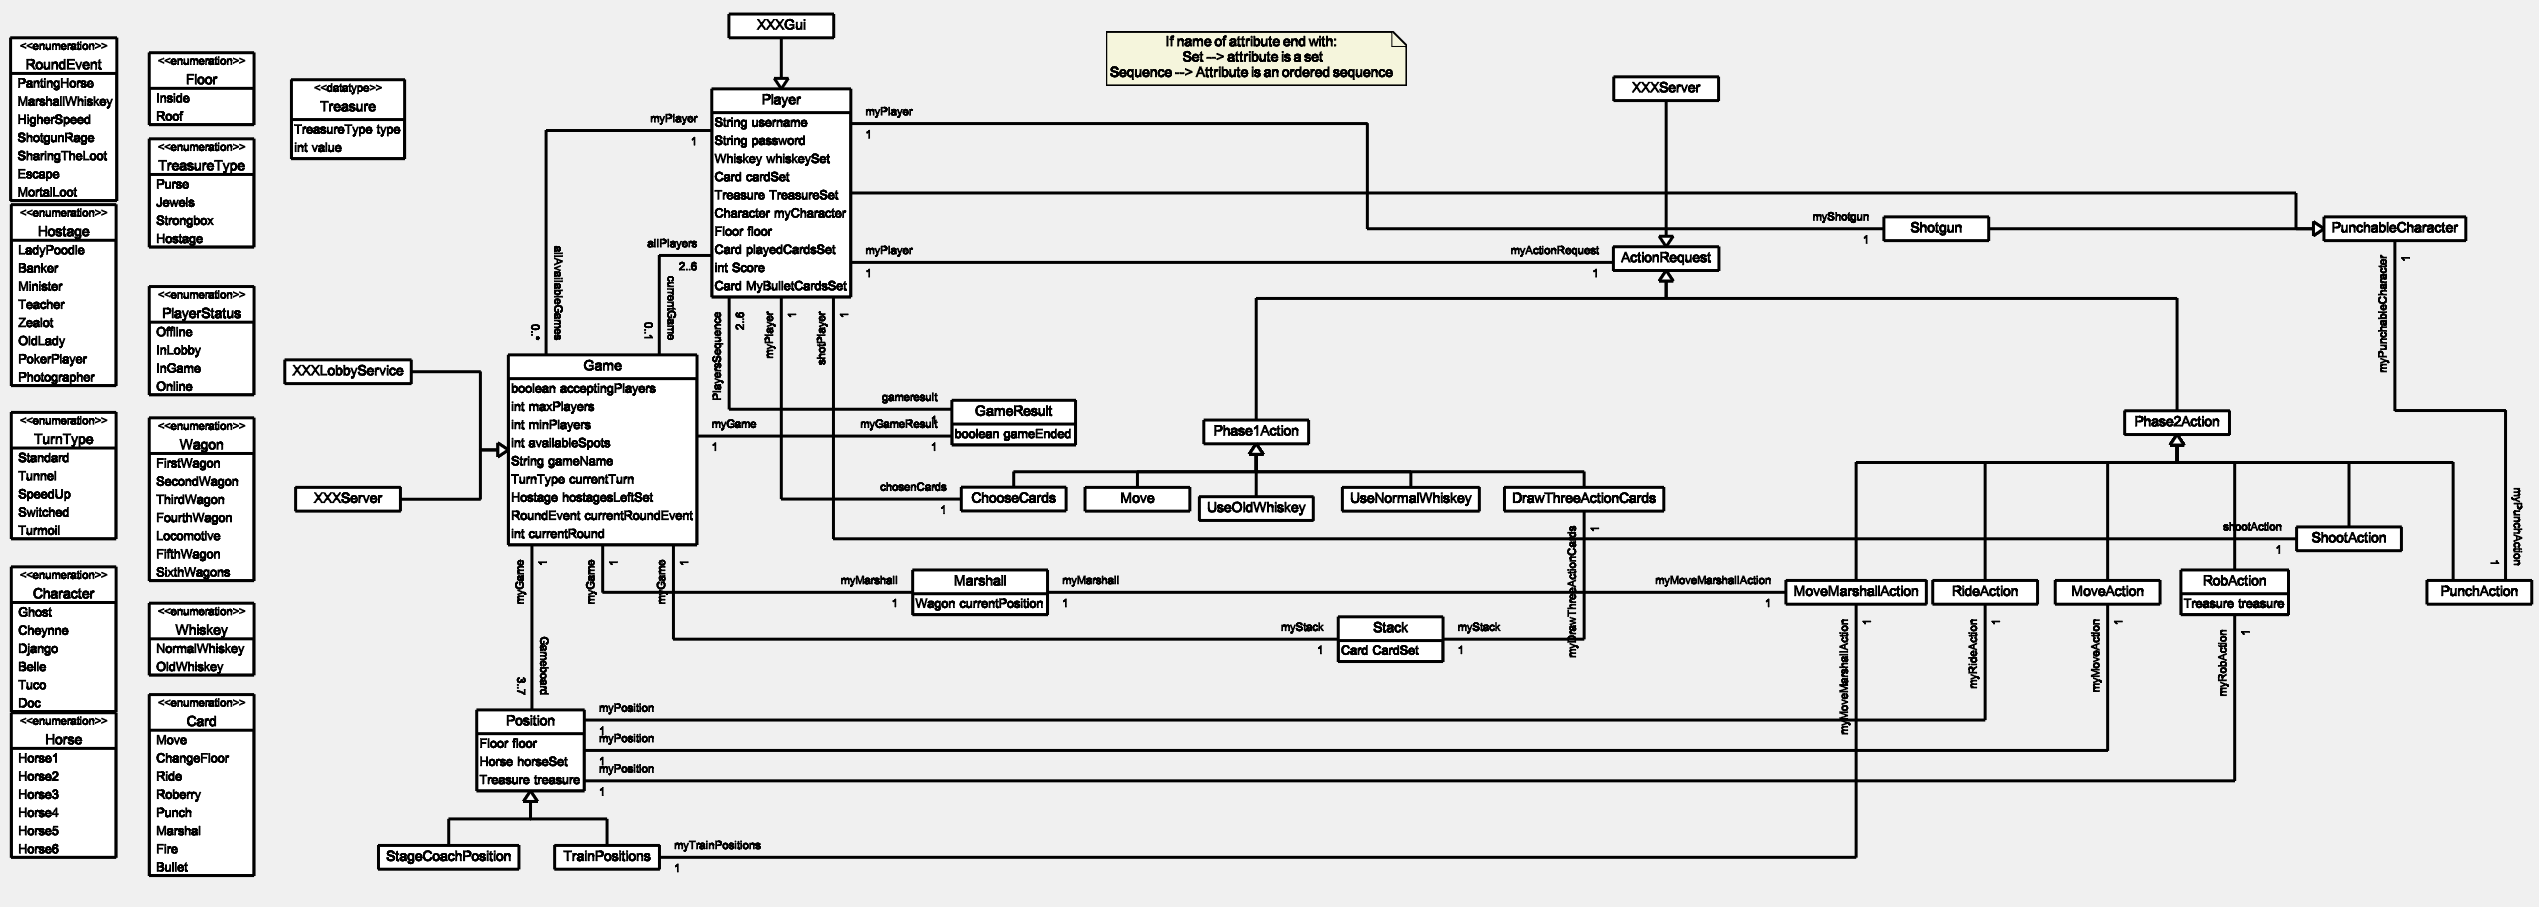 <<enumeration>>
RoundEvent
PantingHorse
MarshallWhiskey
HigherSpeed
ShotgunRage
SharingTheLoot
Escape
MortalLoot
<<enumeration>>
Hostage
LadyPoodle
Banker
Minister
Teacher
Zealot
OldLady
PokerPlayer
Photographer
<<enumeration>>
TurnType
Standard
Tunnel
SpeedUp
Switched
Turmoil
<<enumeration>>
Character
Ghost
Cheynne
Django
Belle
Tuco
Doc
<<enumeration>>
Horse
Horse1
Horse2
Horse3
Horse4
Horse5
Horse6
<<enumeration>>
Floor
Inside
Roof
<<enumeration>>
TreasureType
Purse
Jewels
Strongbox
Hostage
<<enumeration>>
PlayerStatus
Offline
InLobby
InGame
Online
<<enumeration>>
Wagon
FirstWagon
SecondWagon
ThirdWagon
FourthWagon
Locomotive
FifthWagon
SixthWagons
<<enumeration>>
Whiskey
NormalWhiskey
OldWhiskey
<<enumeration>>
Card
Move
ChangeFloor
Ride
Roberry
Punch
Marshal
Fire
Bullet
<<datatype>>
Treasure
TreasureType type
int value
XXXLobbyService
XXXServer
XXXGui
Player
String username
String password
Whiskey whiskeySet
Card cardSet
Treasure TreasureSet
Character myCharacter
Floor floor
Card playedCardsSet
int Score
Card MyBulletCardsSet
If name of attribute end with:
Set --> attribute is a set
Sequence --> Attribute is an ordered sequence
XXXServer
myPlayer
1
allAvailableGames
0..*
allPlayers
2..6
currentGame
0..1
myPlayer
1
myShotgun
1
Shotgun
PunchableCharacter
myPlayer
1
myActionRequest
1
ActionRequest
1
myPunchableCharacter
myPunchAction
1
PlayersSequence
2..6
myPlayer
1
shotPlayer
1
Game
boolean acceptingPlayers
int maxPlayers
int minPlayers
int availableSpots
String gameName
TurnType currentTurn
Hostage hostagesLeftSet
RoundEvent currentRoundEvent
int currentRound
gameresult
1
myGame
1
myGameResult
1
GameResult
boolean gameEnded
Phase1Action
Phase2Action
chosenCards
1
ChooseCards
Move
UseOldWhiskey
UseNormalWhiskey
DrawThreeActionCards
1
myDrawThreeActionCards
shootAction
1
ShootAction
myGame
1
myGame
1
myGame
1
myMarshall
1
Marshall
Wagon currentPosition
myMarshall
1
myMoveMarshallAction
1
MoveMarshallAction
RideAction
MoveAction
RobAction
Treasure treasure
PunchAction
myStack
1
Stack
Card CardSet
myStack
1
1
myMoveMarshallAction
1
myRideAction
1
myMoveAction
1
myRobAction
Gameboard
3..7
Position
Floor floor
Horse horseSet
Treasure treasure
myPosition
1
myPosition
1
myPosition
1
StageCoachPosition
TrainPositions
myTrainPositions
1